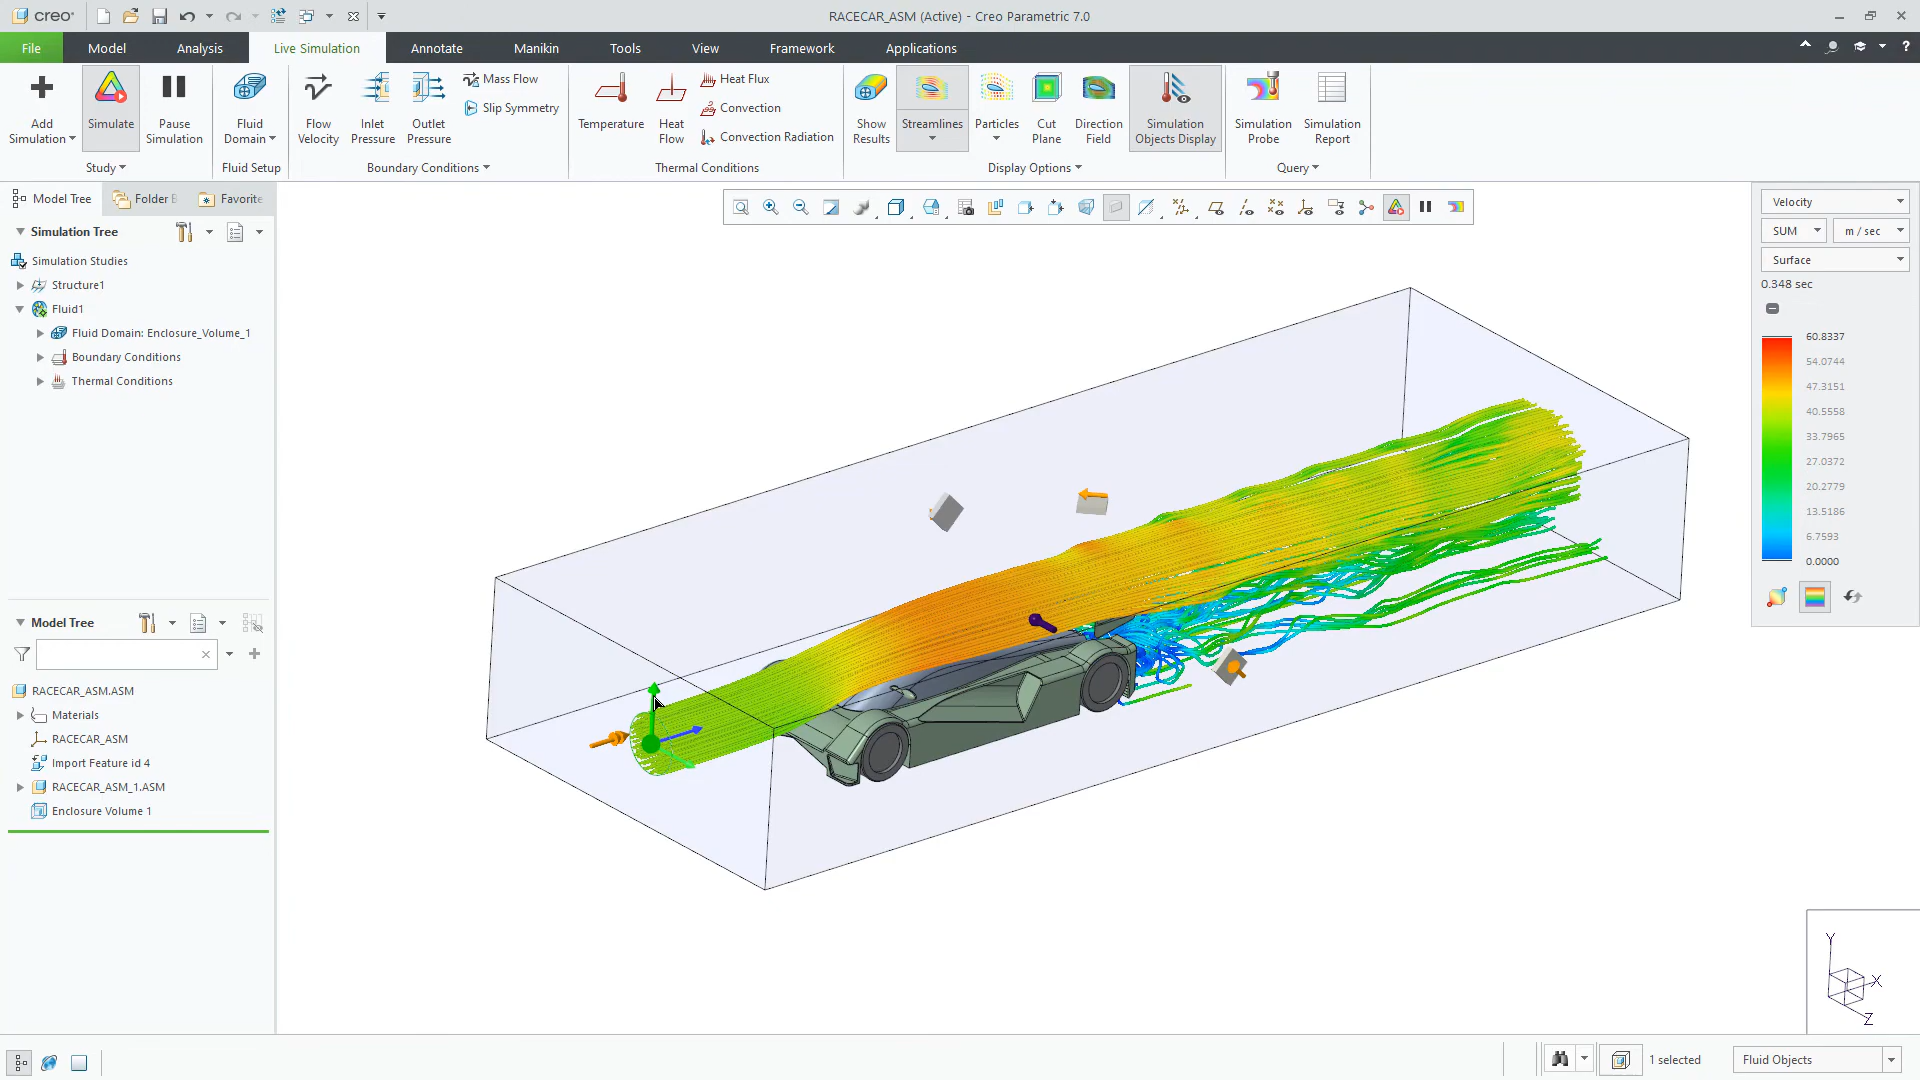 creo
RACECAR_ASM (Active) - Creo Parametric 7.0
File Model Analysis Live Simulation Annotate Manikin Tools View Framework Applications
Add Simulation
Simulate
Pause Simulation
Study
Fluid Domain
Fluid Setup
Flow Velocity
Inlet Pressure
Outlet Pressure
Mass Flow
Slip Symmetry
Boundary Conditions
Temperature
Heat Flow
Heat Flux
Convection
Convection Radiation
Thermal Conditions
Show Results
Streamlines
Particles
Cut Plane
Direction Field
Simulation Objects Display
Display Options
Simulation Probe
Simulation Report
Query
Model Tree
Folder B
Favorite
Simulation Tree
Simulation Studies
Structure1
Fluid1
Fluid Domain: Enclosure_Volume_1
Boundary Conditions
Thermal Conditions
Model Tree
RACECAR_ASM.ASM
Materials
RACECAR_ASM
Import Feature id 4
RACECAR_ASM_1.ASM
Enclosure Volume 1
Velocity
SUM
m / sec
Surface
0.348 sec
60.8337
54.0744
47.3151
40.5558
33.7965
27.0372
20.2779
13.5186
6.7593
0.0000
Y
X
Z
1 selected
Fluid Objects